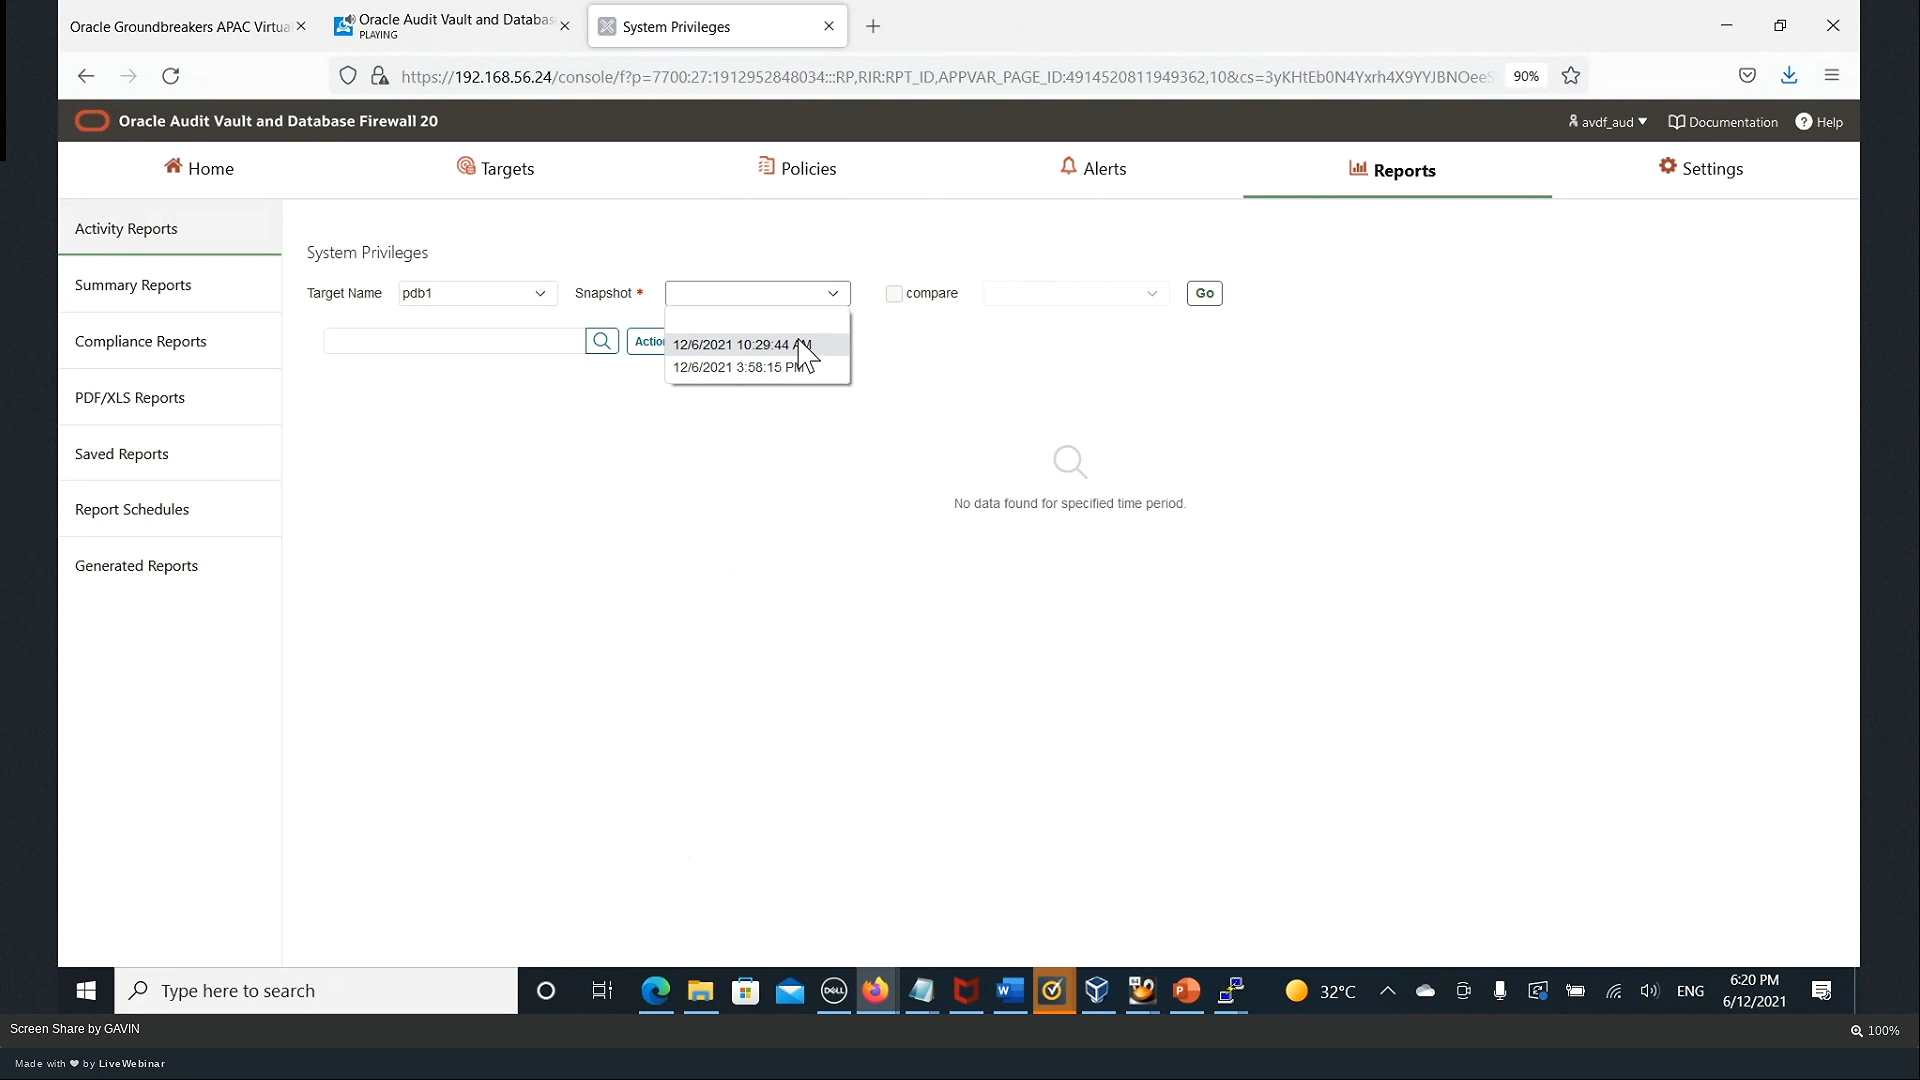 Oracle Groundbreakers APAC Virtua
Oracle Audit Vault and Databas
PLAYING
System Privileges
https://192.168.56.24/console/f?p=7700:27:1912952848034:::RP,RIR:RPT_ID,APPVAR_PAGE_ID:4914520811949362,10&cs=3yKHtEb0N4Yxrh4X9YYJBNOeeS
90%
Oracle Audit Vault and Database Firewall 20
avdf_aud
Documentation
? Help
Home
Targets
Policies
Alerts
Reports
Settings
Activity Reports
Summary Reports
Compliance Reports
PDF/XLS Reports
Saved Reports
Report Schedules
Generated Reports
System Privileges
Target Name
pdb1
Snapshot *
compare
Go
Actio
12/6/2021 10:29:44 AM
12/6/2021 3:58:15 PM
No data found for specified time period.
Type here to search
DELL
32°C
ENG
6:20 PM
6/12/2021
Screen Share by GAVIN
100%
Made with ❤ by LiveWebinar